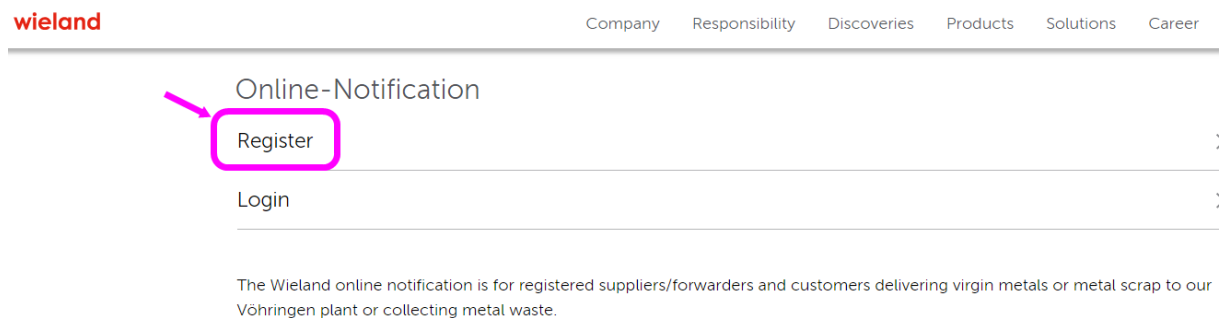 wieland Company Responsibility Discoveries Products Solutions Career
Online-Notification
Register
Login
The Wieland online notification is for registered suppliers/forwarders and customers delivering virgin metals or metal scrap to our
Vöhringen plant or collecting metal waste.